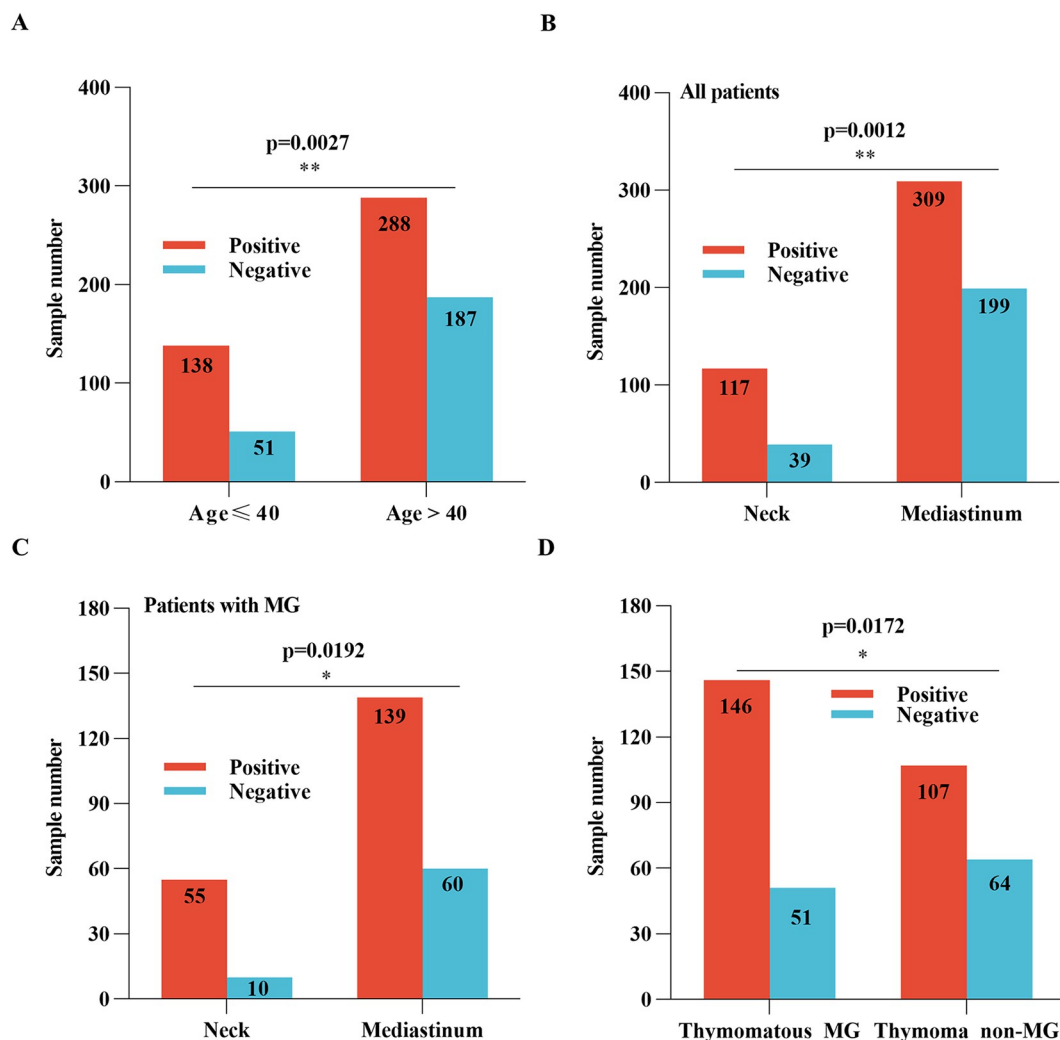 A
400
300
200
100
0
Sample number
p=0.0027
**
Positive
Negative
138
51
288
187
Age≤40
Age > 40
B
All patients
400
300
200
100
0
Sample number
p=0.0012
**
Positive
Negative
117
39
309
199
Neck
Mediastinum
C
Patients with MG
180
150
120
90
60
30
0
Sample number
p=0.0192
*
Positive
Negative
55
10
139
60
Neck
Mediastinum
D
180
150
120
90
60
30
0
Sample number
p=0.0172
*
Positive
Negative
146
51
107
64
Thymomatous MG
Thymoma non-MG